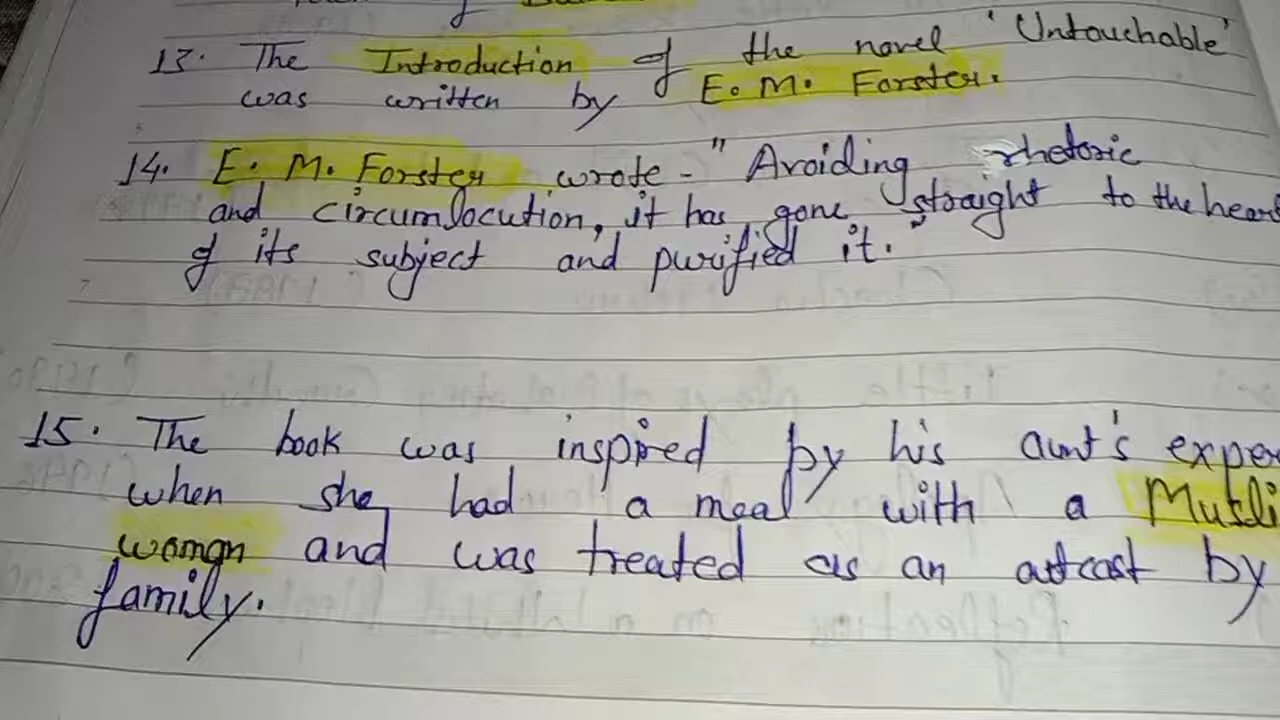 13. The Introduction of the novel 'Untouchable'
was written by E. M. Forster.
14. E. M. Forster wrote - "Avoiding rhetoric
and circumlocution, it has gone straight to the heart
of its subject and purified it."
15. The book was inspired by his aunt's exper
when she had a meal with a Musli
woman and was treated as an outcast by
family.